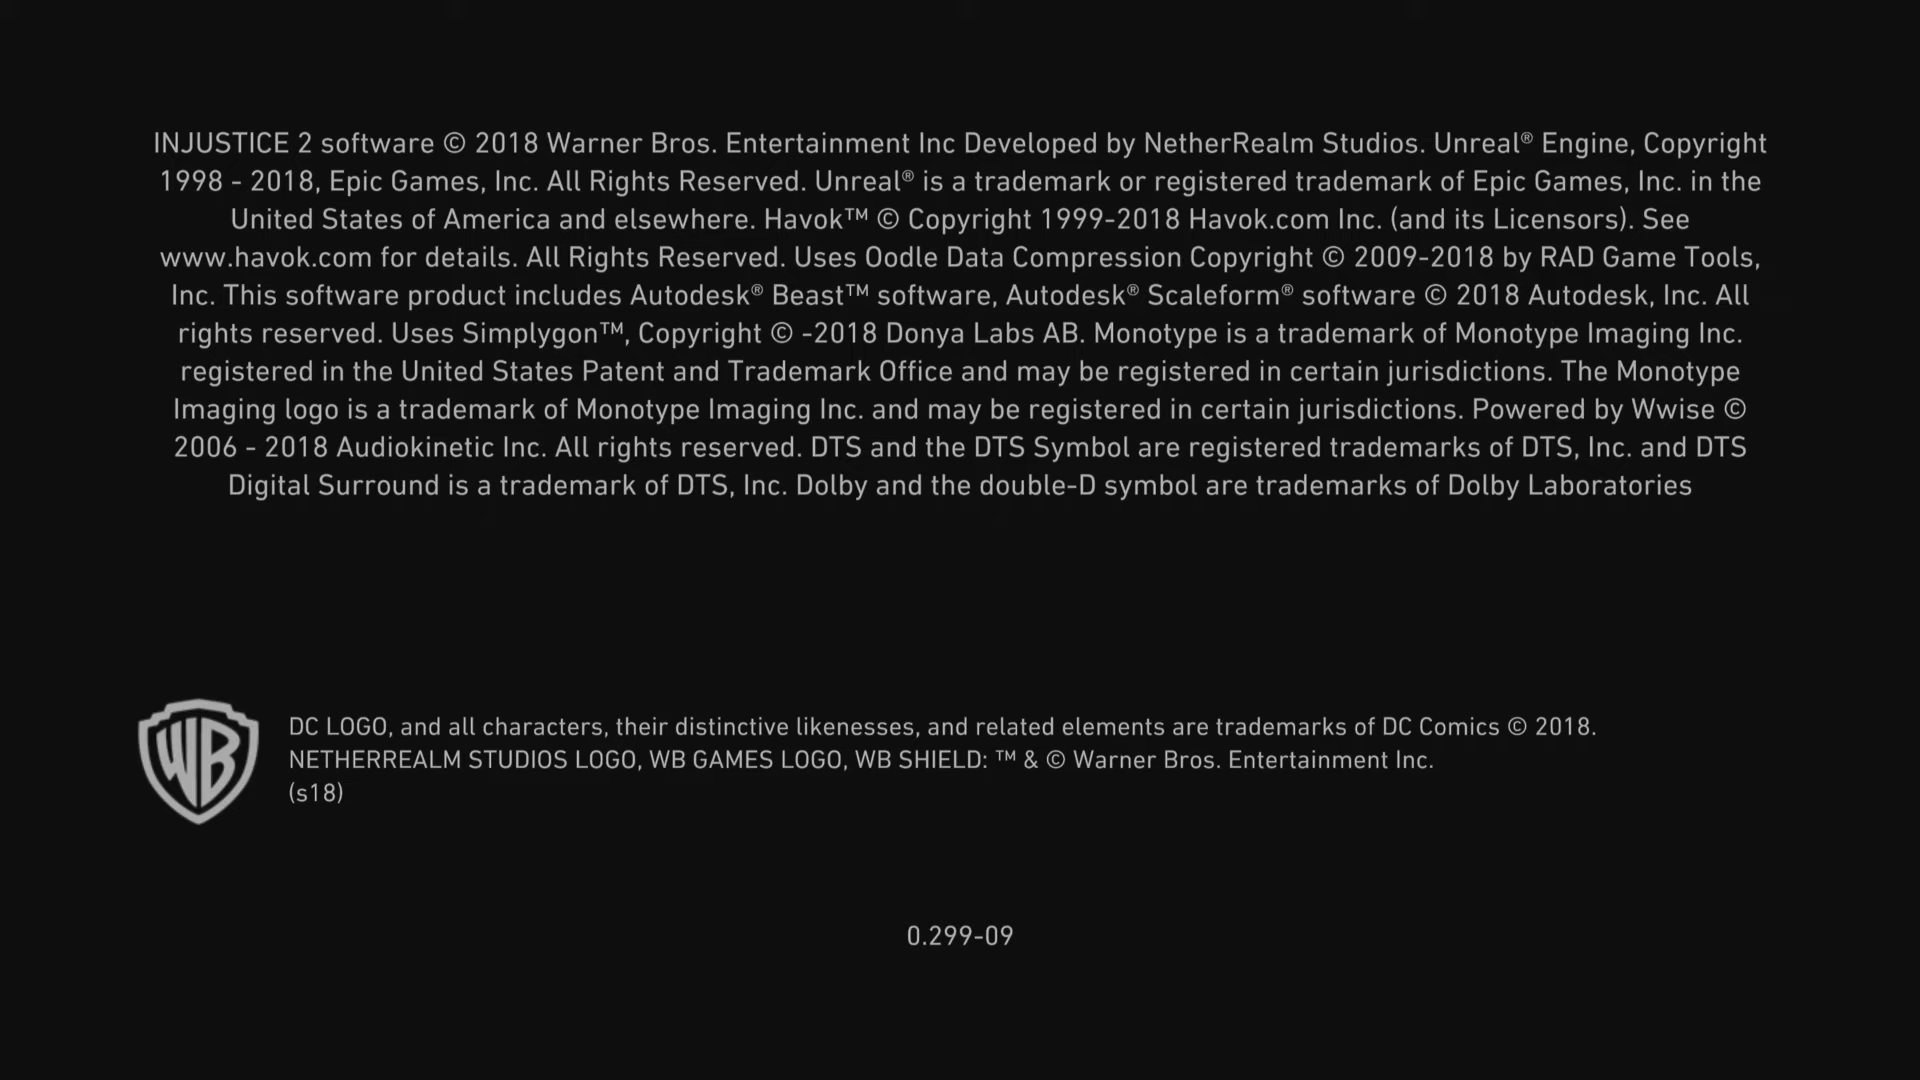 INJUSTICE 2 software © 2018 Warner Bros. Entertainment Inc Developed by NetherRealm Studios. Unreal® Engine, Copyright
1998 - 2018, Epic Games, Inc. All Rights Reserved. Unreal® is a trademark or registered trademark of Epic Games, Inc. in the
United States of America and elsewhere. Havok™ © Copyright 1999-2018 Havok.com Inc. (and its Licensors). See
www.havok.com for details. All Rights Reserved. Uses Oodle Data Compression Copyright © 2009-2018 by RAD Game Tools,
Inc. This software product includes Autodesk® Beast™ software, Autodesk® Scaleform® software © 2018 Autodesk, Inc. All
rights reserved. Uses Simplygon™, Copyright © -2018 Donya Labs AB. Monotype is a trademark of Monotype Imaging Inc.
registered in the United States Patent and Trademark Office and may be registered in certain jurisdictions. The Monotype
Imaging logo is a trademark of Monotype Imaging Inc. and may be registered in certain jurisdictions. Powered by Wwise ©
2006 - 2018 Audiokinetic Inc. All rights reserved. DTS and the DTS Symbol are registered trademarks of DTS, Inc. and DTS
Digital Surround is a trademark of DTS, Inc. Dolby and the double-D symbol are trademarks of Dolby Laboratories
WB
DC LOGO, and all characters, their distinctive likenesses, and related elements are trademarks of DC Comics © 2018.
NETHERREALM STUDIOS LOGO, WB GAMES LOGO, WB SHIELD: ™ & © Warner Bros. Entertainment Inc.
(s18)
0.299-09